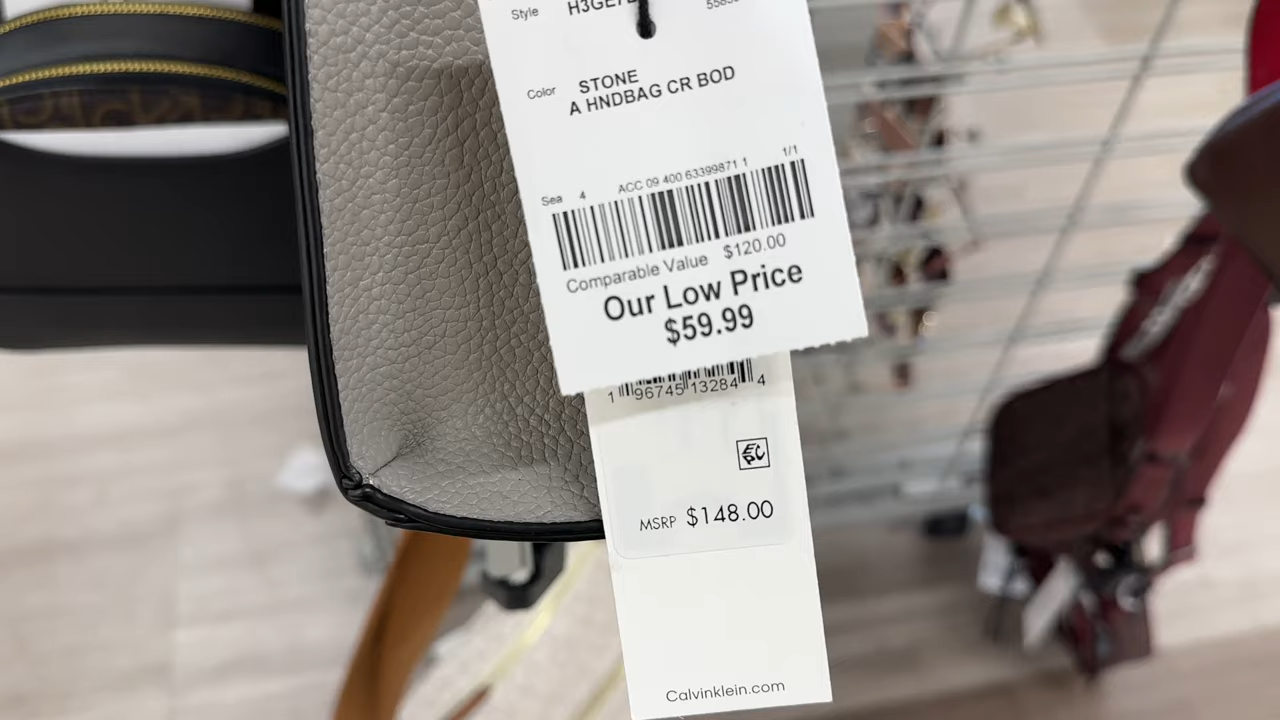 Style
Color STONE
A HNDBAG CR BOD
Sea 4 ACC 09 400 63399871 1 1/1
Comparable Value $120.00
Our Low Price
$59.99
1 96745 13284 4
MSRP $148.00
Calvinklein.com